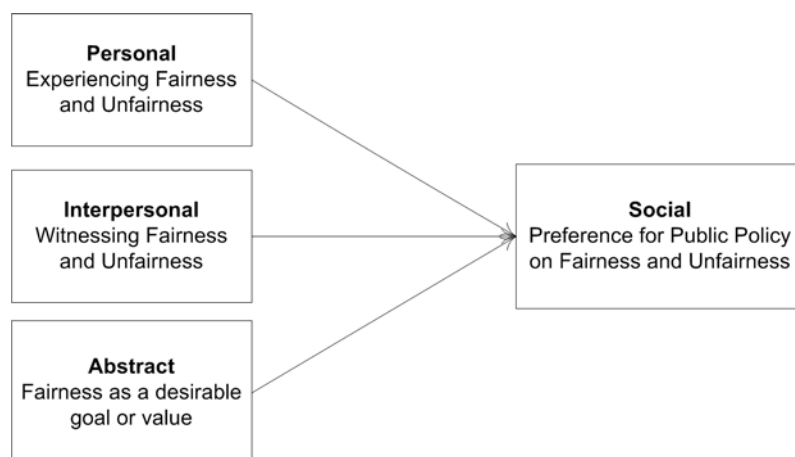 Personal
Experiencing Fairness
and Unfairness
Interpersonal
Witnessing Fairness
and Unfairness
Abstract
Fairness as a desirable
goal or value
Social
Preference for Public Policy
on Fairness and Unfairness